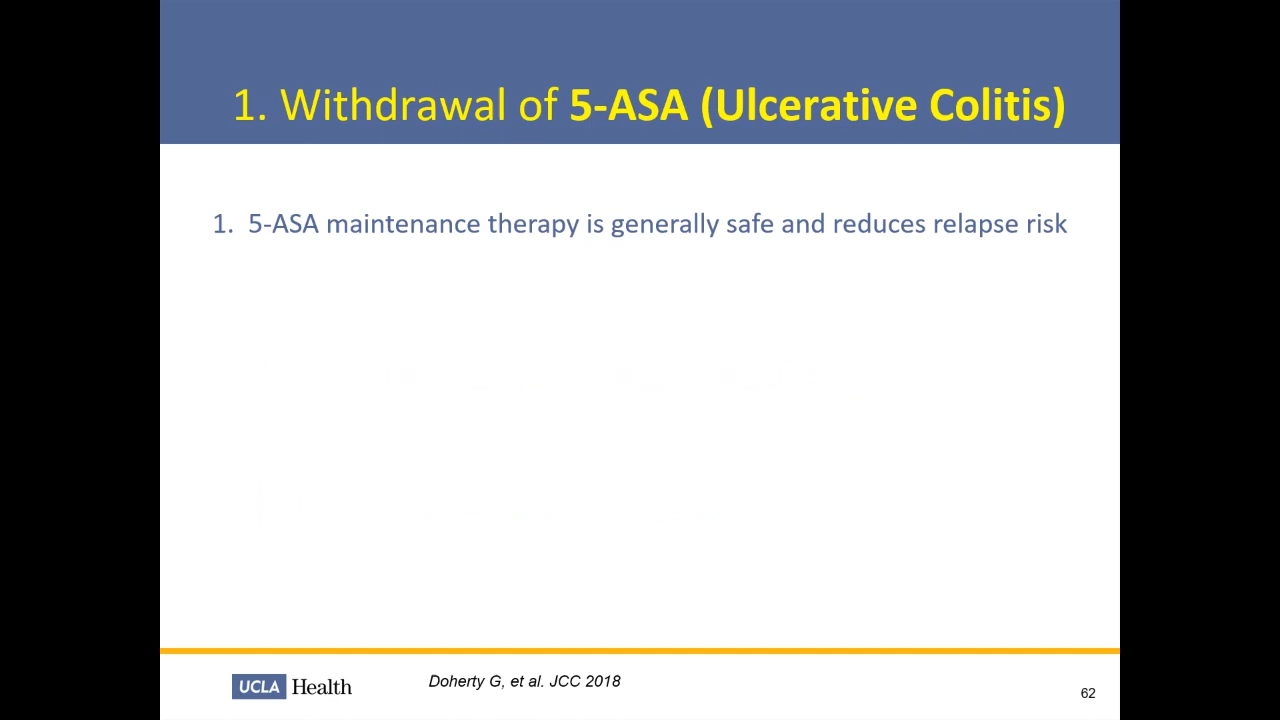 1. Withdrawal of 5-ASA (Ulcerative Colitis)
1. 5-ASA maintenance therapy is generally safe and reduces relapse risk
UCLA Health
Doherty G, et al. JCC 2018
62